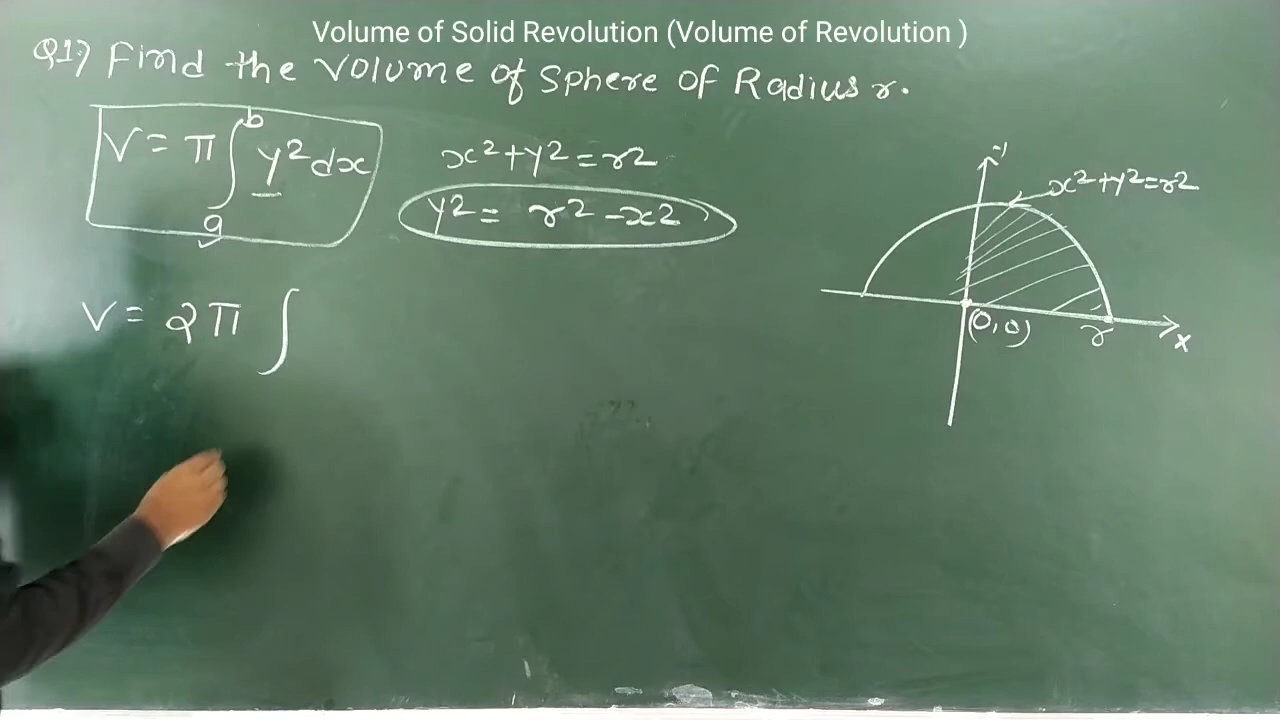 Volume of Solid Revolution (Volume of Revolution )
Q1:) Find the Volume of Sphere of Radius r.
V = π ∫ₐᵇ y² dx
x² + y² = r²
y² = r² - x²
V = 2π ∫
y
x² + y² = r²
(0,0)
r
x